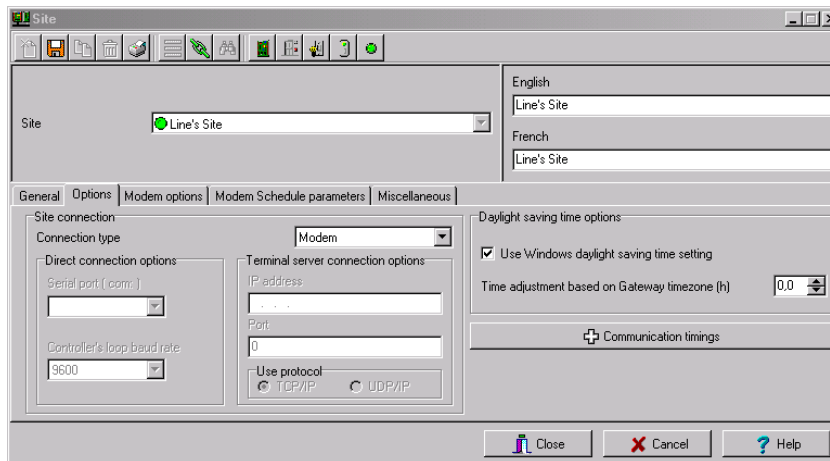 Site
English
Site
Line's Site
Line's Site
French
Line's Site
General
Options
Modem options
Modem Schedule parameters
Miscellaneous
Site connection
Connection type
Modem
Direct connection options
Serial port ( com: )
Controller's loop baud rate
9600
Terminal server connection options
IP address
. . .
Port
0
Use protocol
TCP/IP
UDP/IP
Daylight saving time options
Use Windows daylight saving time setting
Time adjustment based on Gateway timezone (h)
0,0
Communication timings
Close
Cancel
Help